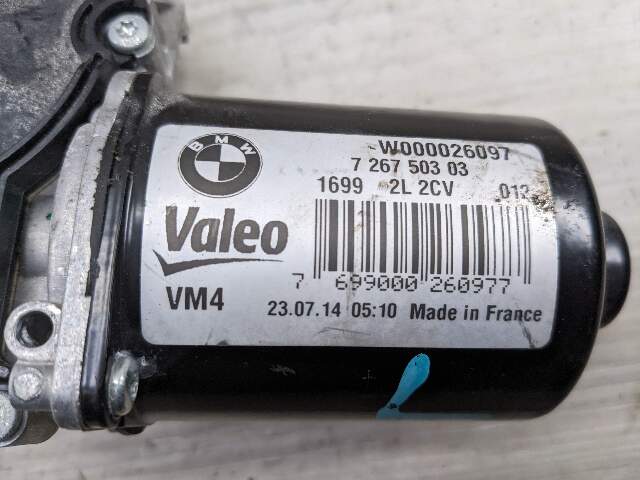 BMW
W000026097
7 267 503 03
1699 2L 2CV 012
Valeo
7 699000 260977
VM4 23.07.14 05:10 Made in France